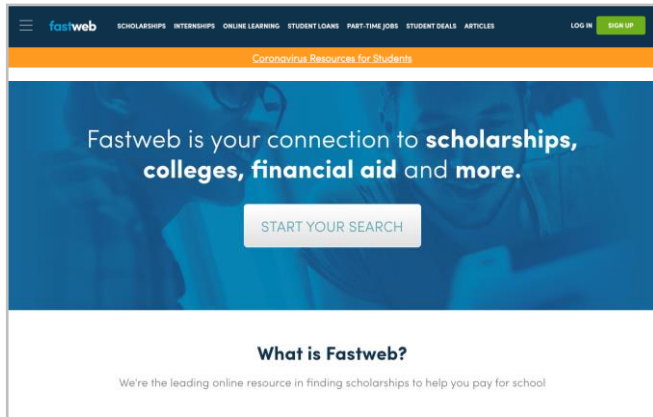 fastweb SCHOLARSHIPS INTERNSHIPS ONLINE LEARNING STUDENT LOANS PART-TIME JOBS STUDENT DEALS ARTICLES LOG IN SIGN UP
Coronavirus Resources for Students
Fastweb is your connection to scholarships,
colleges, financial aid and more.
START YOUR SEARCH
What is Fastweb?
We're the leading online resource in finding scholarships to help you pay for school